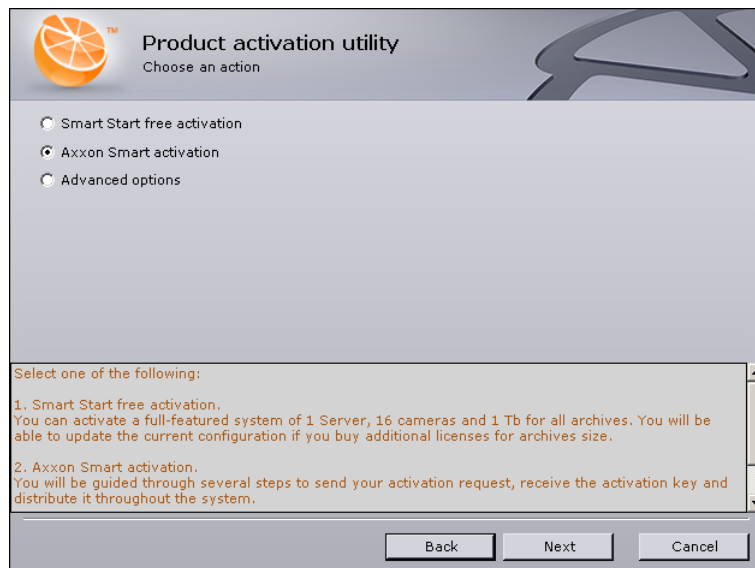 TM
Product activation utility
Choose an action
Smart Start free activation
Axxon Smart activation
Advanced options
Select one of the following:
1. Smart Start free activation.
You can activate a full-featured system of 1 Server, 16 cameras and 1 Tb for all archives. You will be
able to update the current configuration if you buy additional licenses for archives size.
2. Axxon Smart activation.
You will be guided through several steps to send your activation request, receive the activation key and
distribute it throughout the system.
Back Next Cancel